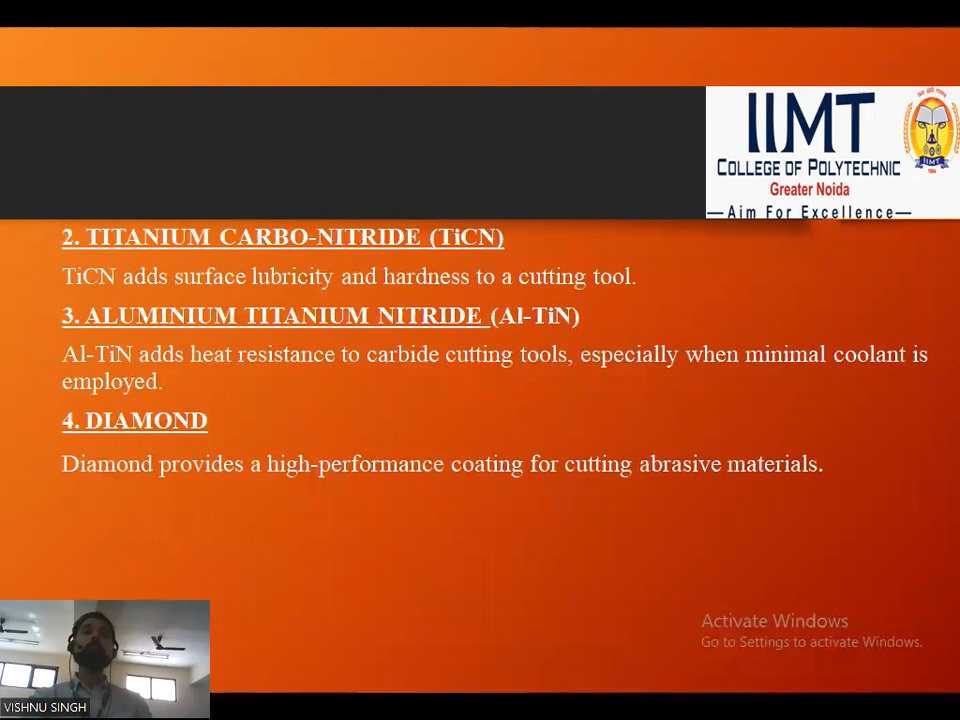 IIMT
COLLEGE OF POLYTECHNIC
Greater Noida
Aim For Excellence
IIMT
2. TITANIUM CARBO-NITRIDE (TiCN)
TiCN adds surface lubricity and hardness to a cutting tool.
3. ALUMINIUM TITANIUM NITRIDE (Al-TiN)
Al-TiN adds heat resistance to carbide cutting tools, especially when minimal coolant is
employed.
4. DIAMOND
Diamond provides a high-performance coating for cutting abrasive materials.
Activate Windows
Go to Settings to activate Windows.
VISHNU SINGH